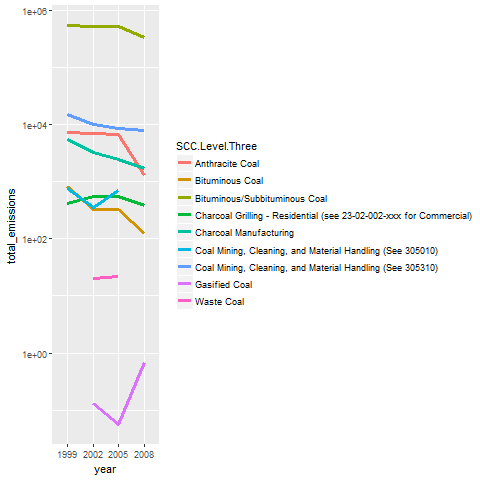 1e+06
1e+04
1e+02
1e+00
total_emissions
1999 2002 2005 2008
year
SCC.Level.Three
Anthracite Coal
Bituminous Coal
Bituminous/Subbituminous Coal
Charcoal Grilling - Residential (see 23-02-002-xxx for Commercial)
Charcoal Manufacturing
Coal Mining, Cleaning, and Material Handling (See 305010)
Coal Mining, Cleaning, and Material Handling (See 305310)
Gasified Coal
Waste Coal